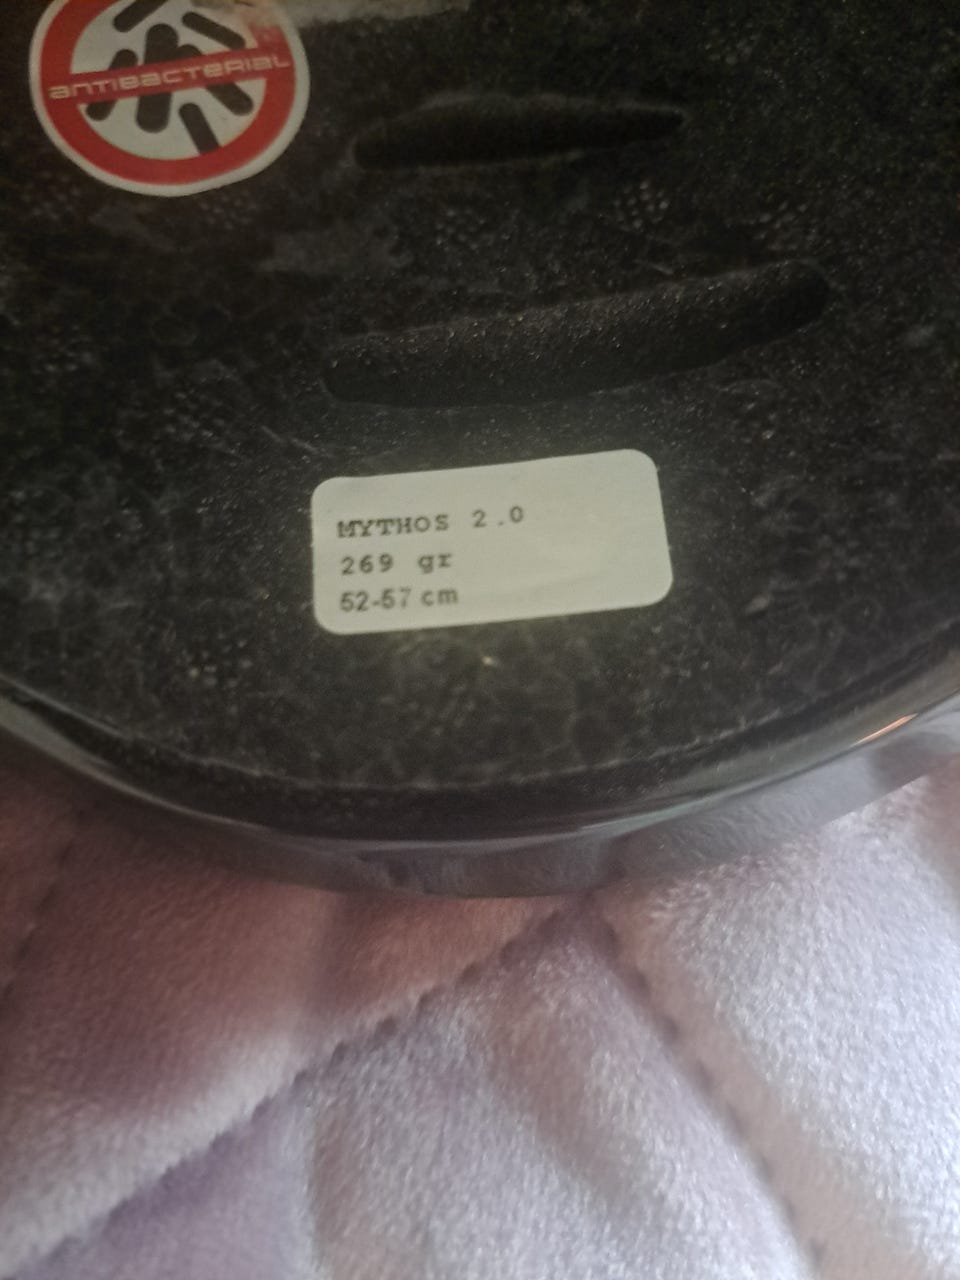 ANTIBACTERIAL
MYTHOS 2.0
269 gr
52-57 cm